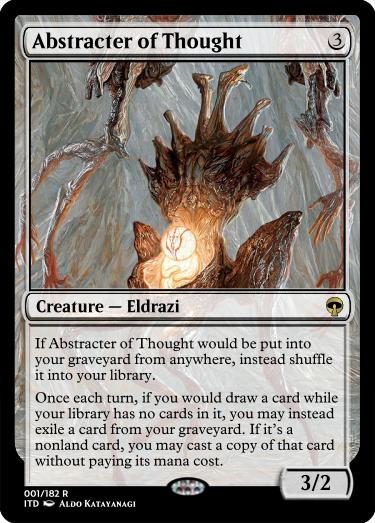 Abstracter of Thought 3
Creature — Eldrazi
If Abstracter of Thought would be put into
your graveyard from anywhere, instead shuffle
it into your library.
Once each turn, if you would draw a card while
your library has no cards in it, you may instead
exile a card from your graveyard. If it's a
nonland card, you may cast a copy of that card
without paying its mana cost.
3/2
001/182 R
ITD Aldo Katayanagi